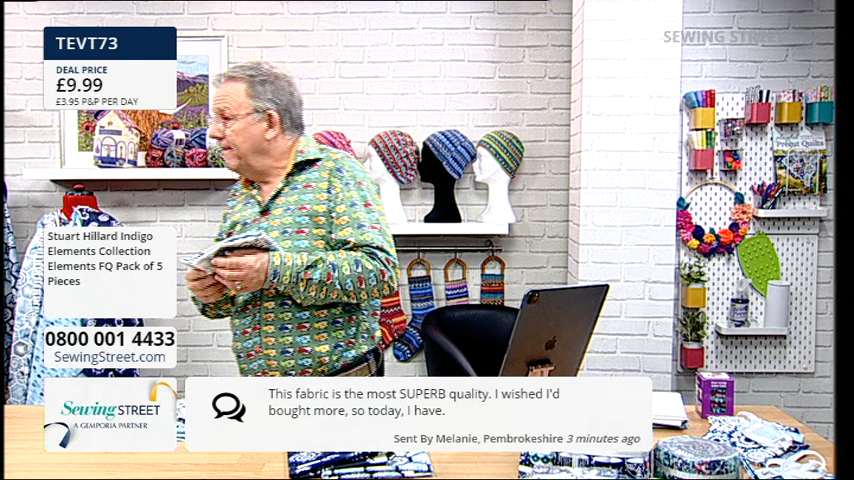 TEVT73
DEAL PRICE
£9.99
£3.95 P&P PER DAY
SEWING STREET
Precut Quilts
Stuart Hillard Indigo
Elements Collection
Elements FQ Pack of 5
Pieces
0800 001 4433
SewingStreet.com
Sewing STREET
A GEMPORIA PARTNER
This fabric is the most SUPERB quality. I wished I'd
bought more, so today, I have.
Sent By Melanie, Pembrokeshire 3 minutes ago